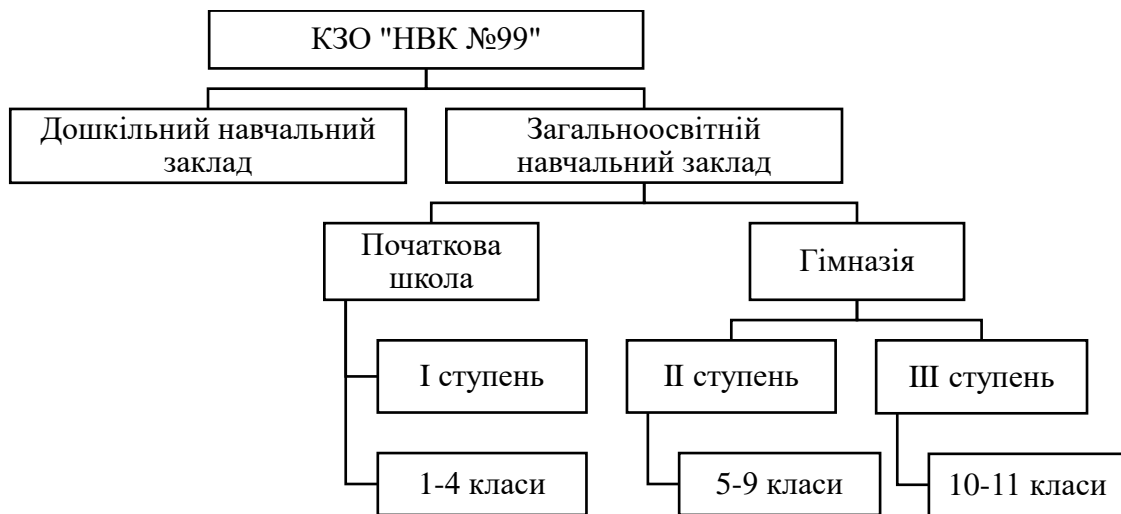 КЗО "НВК №99"
Дошкільний навчальний
заклад
Загальноосвітній
навчальний заклад
Початкова
школа
Гімназія
І ступень
ІІ ступень
ІІІ ступень
1-4 класи
5-9 класи
10-11 класи